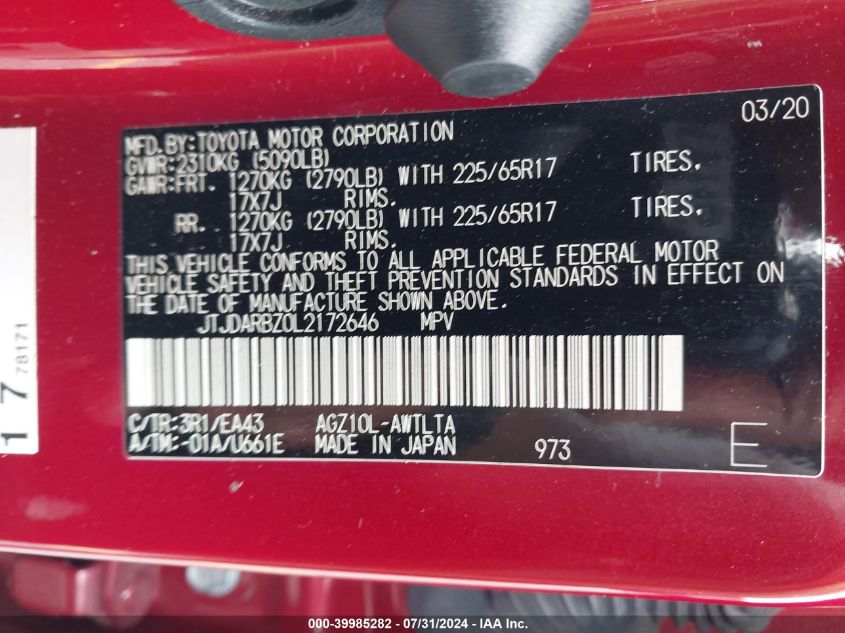 03/20
MFD.BY:TOYOTA MOTOR CORPORATION
GVWR:2310KG (5090LB)
GAWR:FRT. 1270KG (2790LB) WITH 225/65R17 TIRES.
17X7J RIMS.
RR. 1270KG (2790LB) WITH 225/65R17 TIRES.
17X7J RIMS.
THIS VEHICLE CONFORMS TO ALL APPLICABLE FEDERAL MOTOR
VEHICLE SAFETY AND THEFT PREVENTION STANDARDS IN EFFECT ON
THE DATE OF MANUFACTURE SHOWN ABOVE.
JTJDARBZ0L2172646 MPV
C/TR:3R1/EA43 AGZ10L-AWTLTA
A/TM:-01A/U661E MADE IN JAPAN 973 E
17
78171
000-39985282 - 07/31/2024 - IAA Inc.